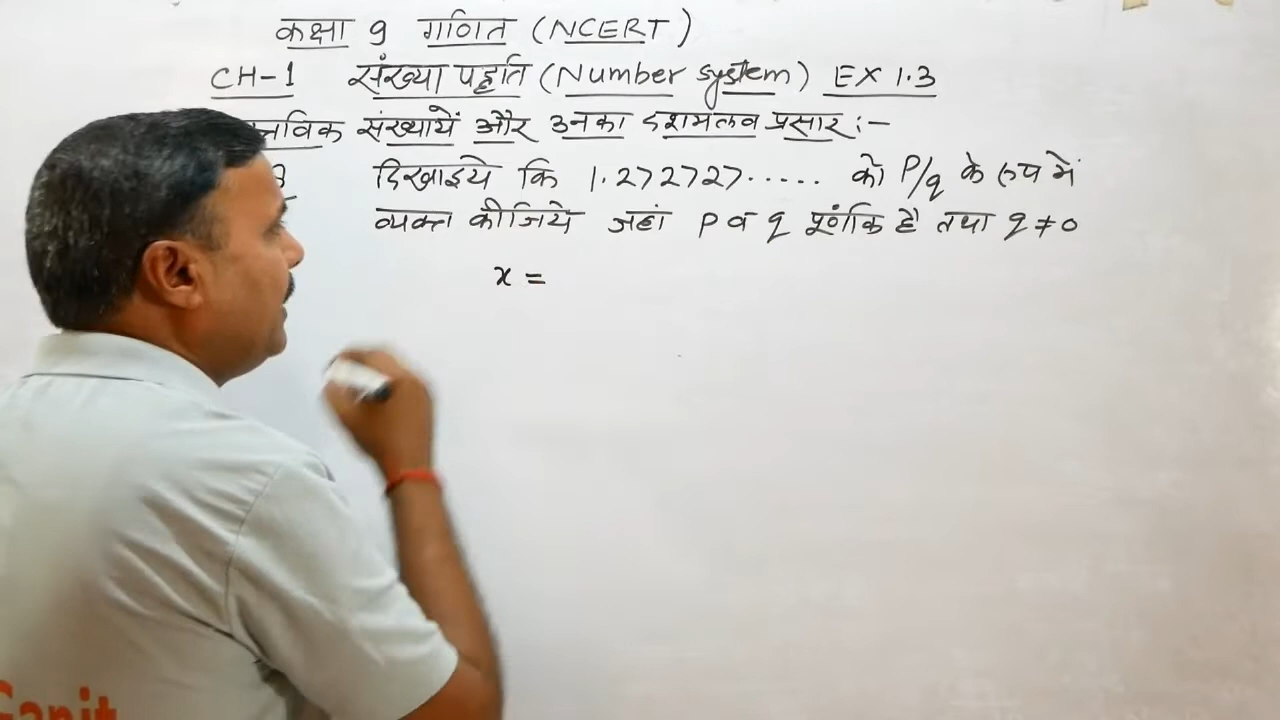 कक्षा 9 गणित (NCERT)
CH-1 संख्या पद्धति (Number system) EX 1.3
संख्यायें और उनका दशमलव प्रसार :-
दिखाइये कि 1.272727..... को P/q के रूप में
व्यक्त कीजिये जहां p व q पूर्णांक है तथा q ≠ 0
x =